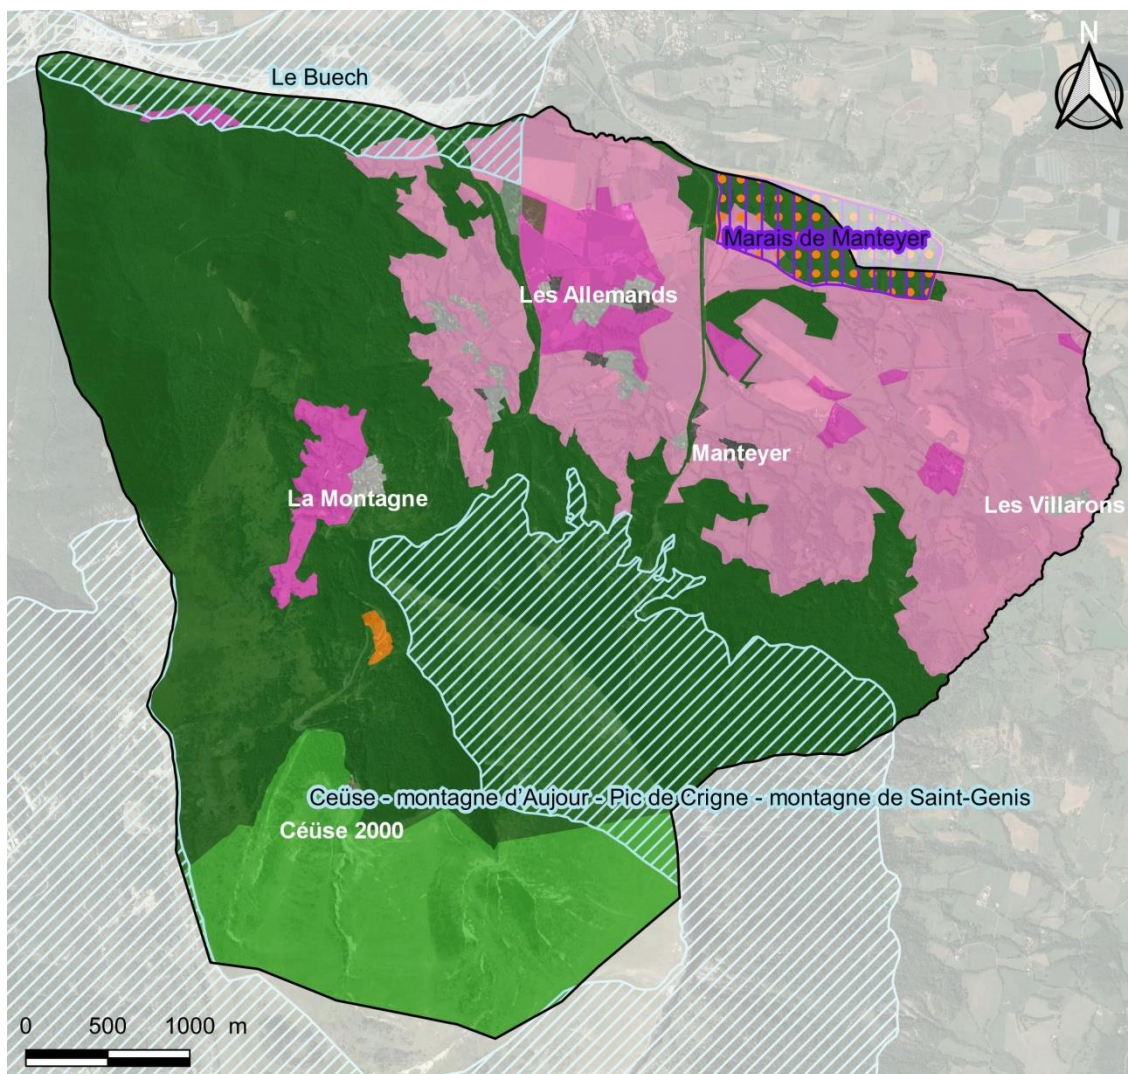 N
Le Buech
Marais de Manteyer
Les Allemands
Manteyer
La Montagne
Les Villarons
Ceüse - montagne d'Aujour - Pic de Crigne - montagne de Saint-Genis
Céüse 2000
0 500 1000 m